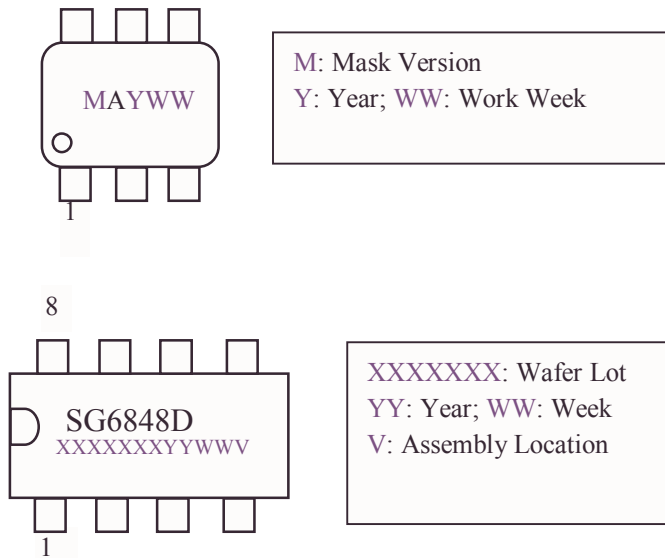 MAYWW
1
M: Mask Version
Y: Year; WW: Work Week
8
SG6848D
XXXXXXXYYWWV
1
XXXXXXX: Wafer Lot
YY: Year; WW: Week
V: Assembly Location